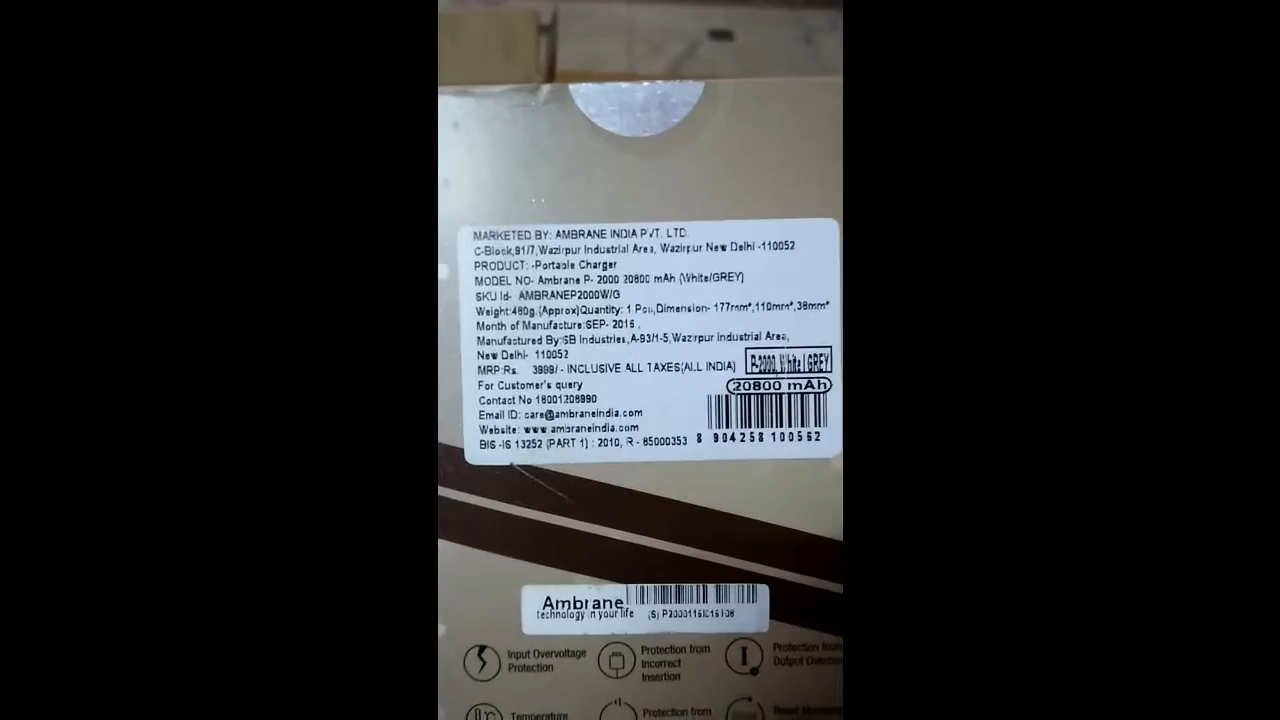 MARKETED BY: AMBRANE INDIA PVT. LTD.
C-Block,91/7,Wazirpur Industrial Area, Wazirpur New Delhi -110052
PRODUCT: -Portable Charger
MODEL NO- Ambrane P- 2000 20800 mAh (White/GREY)
SKU Id- AMBRANEP2000W/G
Weight:460g.(Approx)Quantity: 1 Pcs,Dimension- 177mm*,110mm*,38mm*
Month of Manufacture:SEP- 2016 ,
Manufactured By:SB Industries,A-93/1-5,Wazirpur Industrial Area,
New Delhi- 110052
MRP:Rs. 3999/- INCLUSIVE ALL TAXES(ALL INDIA)
P-2000, White / GREY
For Customer's query
20800 mAh
Contact No 18001208990
Email ID: care@ambraneindia.com
Website: www.ambraneindia.com
BIS -IS 13252 (PART 1) : 2010, R - 85000353
8 904258 100562
Ambrane
technology in your life
Input Overvoltage Protection
Protection from Incorrect Insertion
Protection from Output
Temperature
Protection from